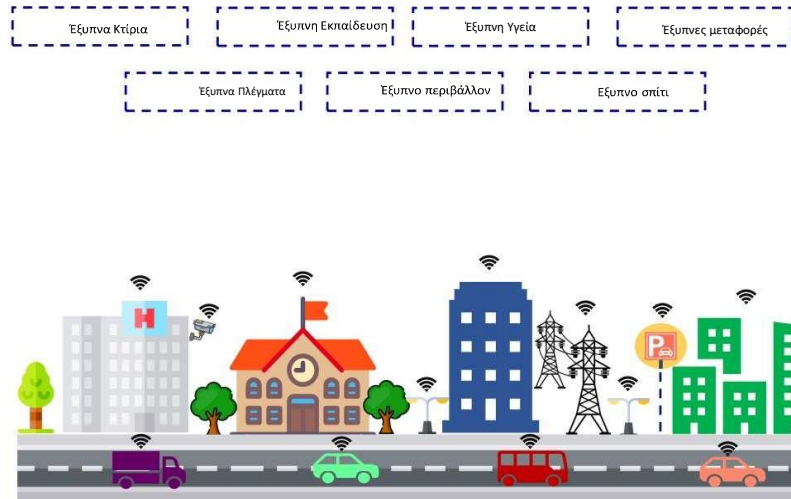 Έξυπνα Κτίρια
Έξυπνη Εκπαίδευση
Έξυπνη Υγεία
Έξυπνες μεταφορές
Έξυπνα Πλέγματα
Έξυπνο περιβάλλον
Εξυπνο σπίτι
H
P